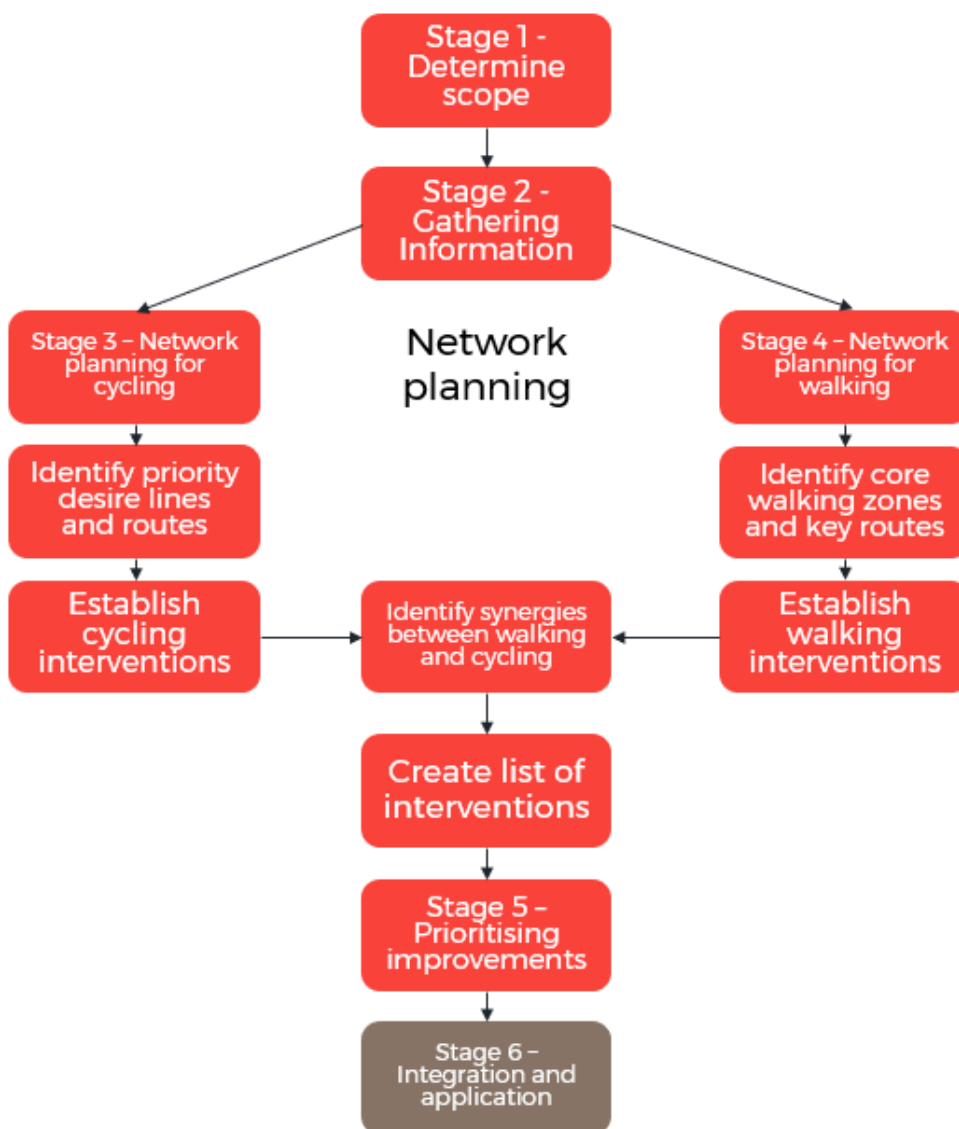 Stage 1 -
Determine
scope
Stage 2 -
Gathering
Information
Network
planning
Stage 3 – Network
planning for
cycling
Identify priority
desire lines
and routes
Establish
cycling
interventions
Stage 4 – Network
planning for
walking
Identify core
walking zones
and key routes
Establish
walking
interventions
Identify synergies
between walking
and cycling
Create list of
interventions
Stage 5 –
Prioritising
improvements
Stage 6 –
Integration and
application